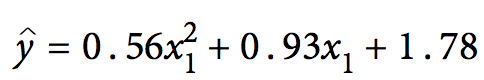 ŷ = 0.56x₁² + 0.93x₁ + 1.78